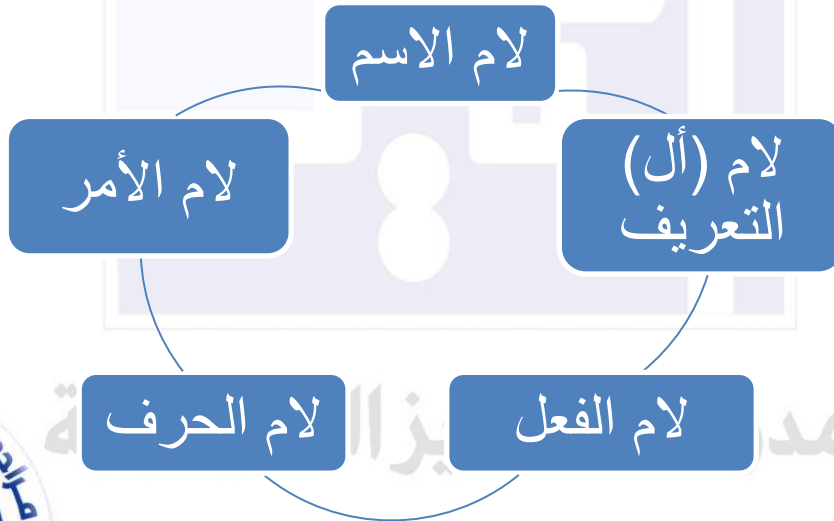 لام الاسم
لام (أل)
التعريف
لام الأمر
لام الفعل
لام الحرف